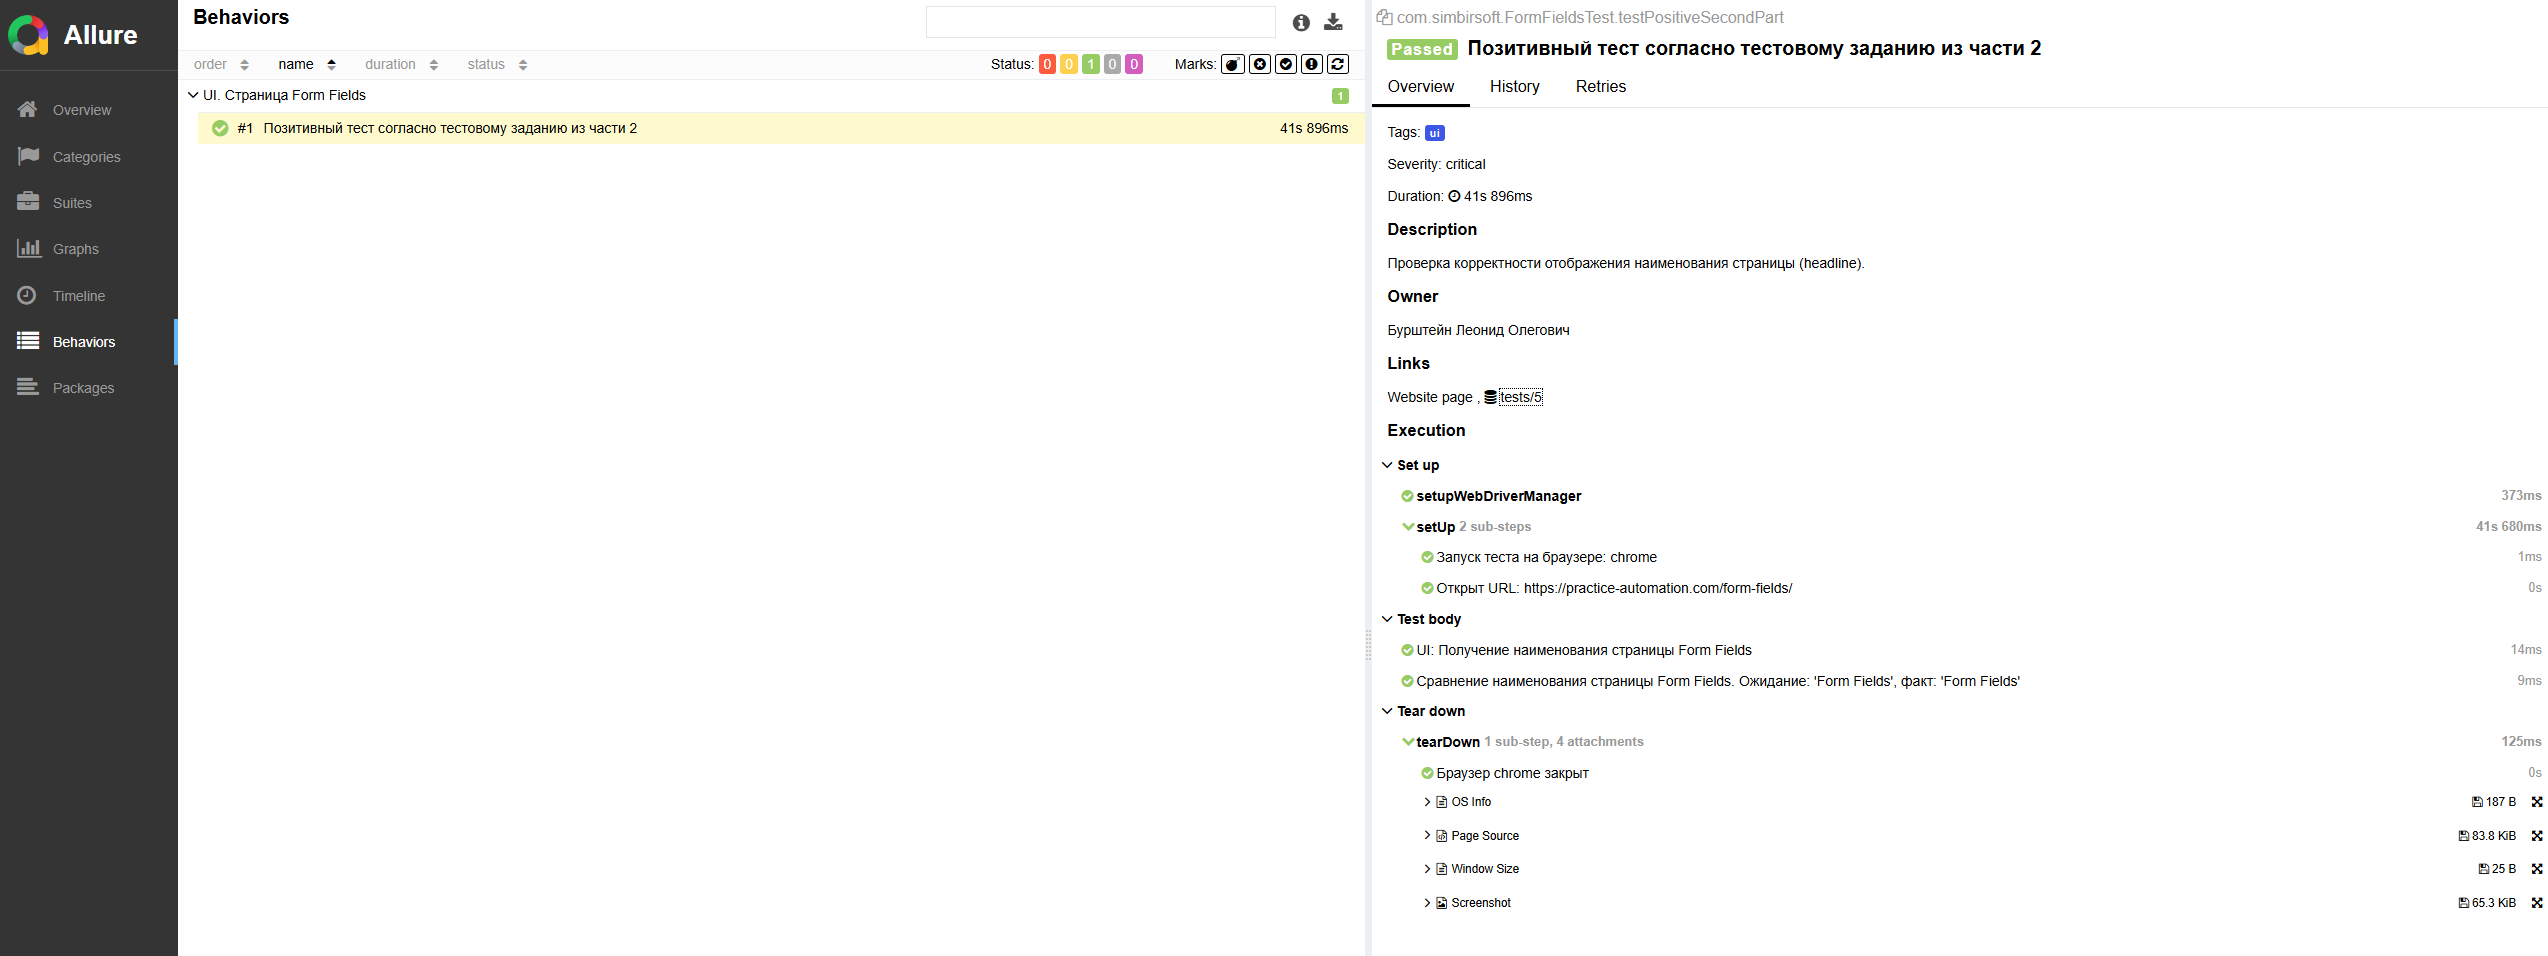 Allure
Overview
Categories
Suites
Graphs
Timeline
Behaviors
Packages
Behaviors
order name duration status
Status: 0 0 1 0 0 Marks:
UI. Страница Form Fields 1
#1 Позитивный тест согласно тестовому заданию из части 2 41s 896ms
com.simbirsoft.FormFieldsTest.testPositiveSecondPart
Passed Позитивный тест согласно тестовому заданию из части 2
Overview History Retries
Tags: ui
Severity: critical
Duration: 41s 896ms
Description
Проверка корректности отображения наименования страницы (headline).
Owner
Бурштейн Леонид Олегович
Links
Website page , tests/5
Execution
Set up
setupWebDriverManager 373ms
setUp 2 sub-steps 41s 680ms
Запуск теста на браузере: chrome 1ms
Открыт URL: https://practice-automation.com/form-fields/ 0s
Test body
UI: Получение наименования страницы Form Fields 14ms
Сравнение наименования страницы Form Fields. Ожидание: 'Form Fields', факт: 'Form Fields' 9ms
Tear down
tearDown 1 sub-step, 4 attachments 125ms
Браузер chrome закрыт 0s
OS Info 187 B
Page Source 83.8 KiB
Window Size 25 B
Screenshot 65.3 KiB